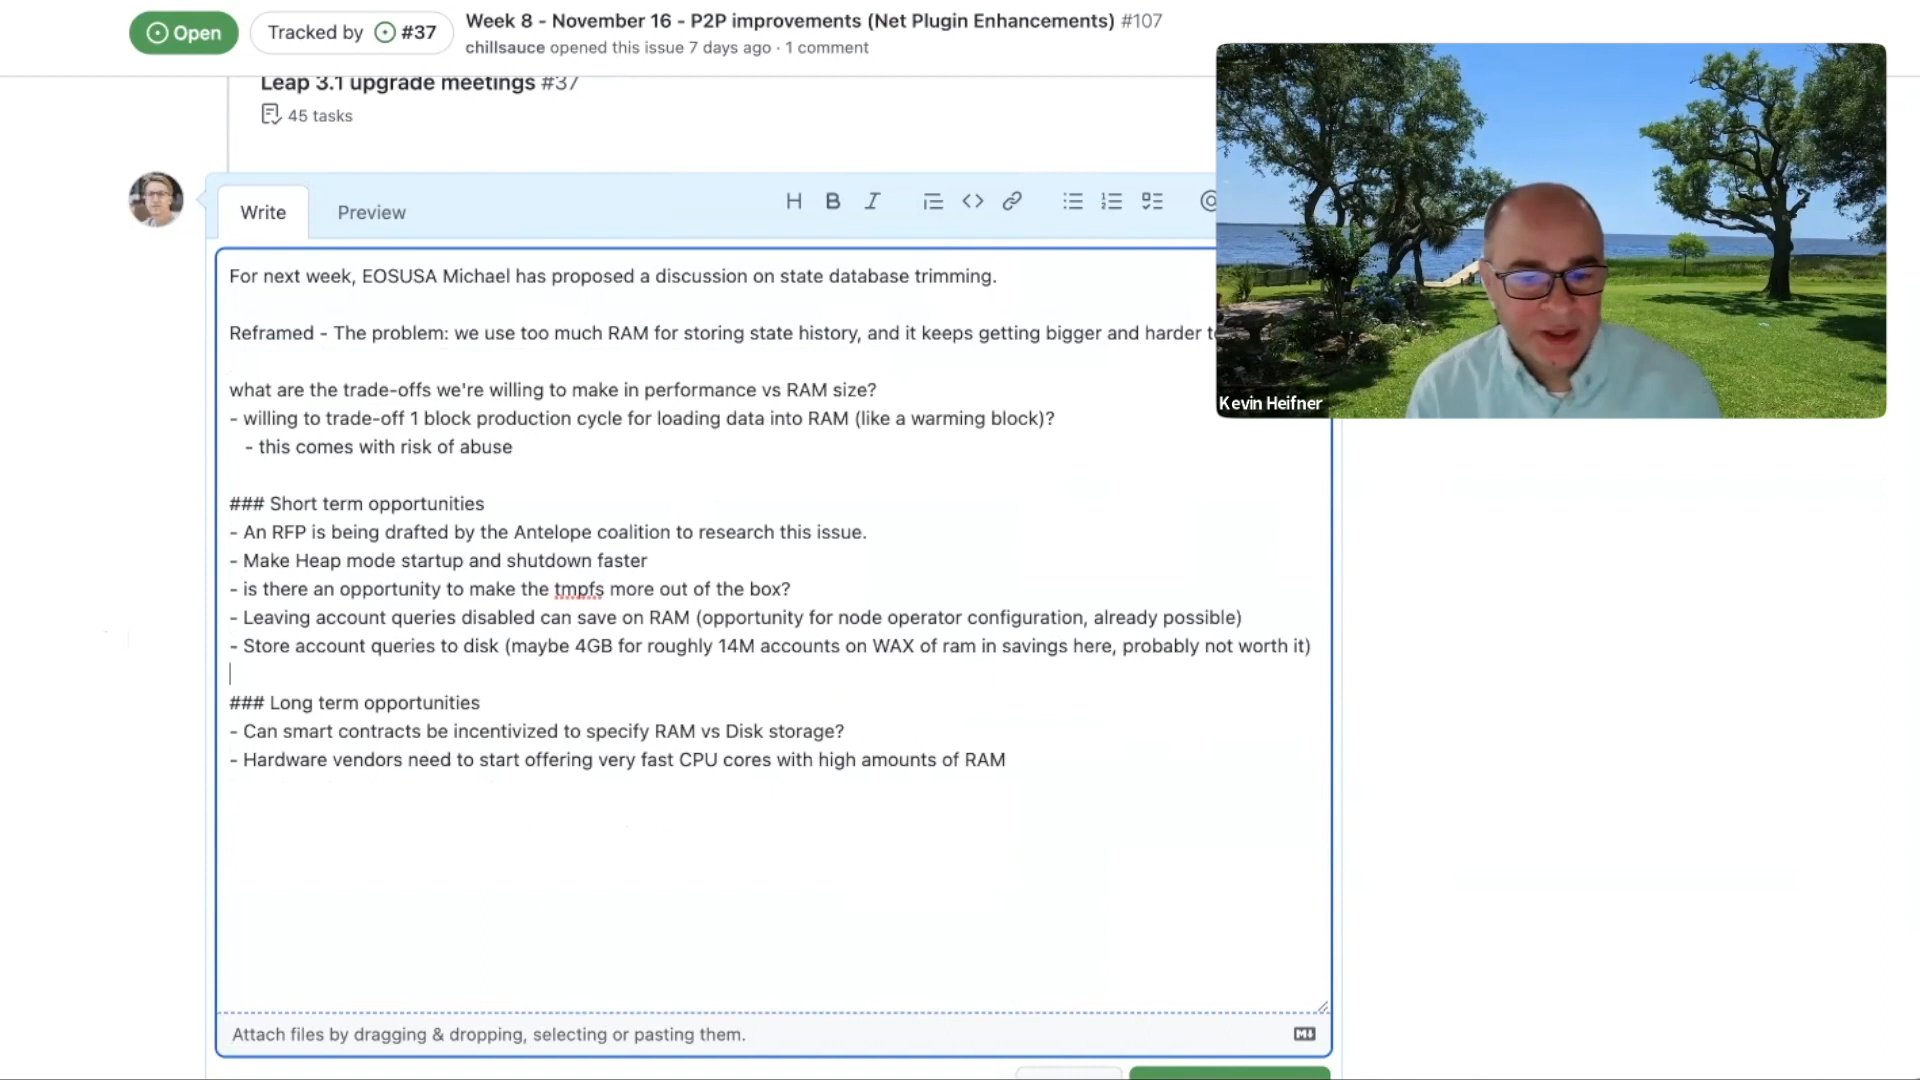 Open
Tracked by #37
Week 8 - November 16 - P2P improvements (Net Plugin Enhancements) #107
chillsauce opened this issue 7 days ago · 1 comment
Leap 3.1 upgrade meetings #37
45 tasks
Write
Preview
For next week, EOSUSA Michael has proposed a discussion on state database trimming.
Reframed - The problem: we use too much RAM for storing state history, and it keeps getting bigger and harder
what are the trade-offs we're willing to make in performance vs RAM size?
- willing to trade-off 1 block production cycle for loading data into RAM (like a warming block)?
- this comes with risk of abuse
### Short term opportunities
- An RFP is being drafted by the Antelope coalition to research this issue.
- Make Heap mode startup and shutdown faster
- is there an opportunity to make the tmpfs more out of the box?
- Leaving account queries disabled can save on RAM (opportunity for node operator configuration, already possible)
- Store account queries to disk (maybe 4GB for roughly 14M accounts on WAX of ram in savings here, probably not worth it)
### Long term opportunities
- Can smart contracts be incentivized to specify RAM vs Disk storage?
- Hardware vendors need to start offering very fast CPU cores with high amounts of RAM
Attach files by dragging & dropping, selecting or pasting them.
Kevin Heifner